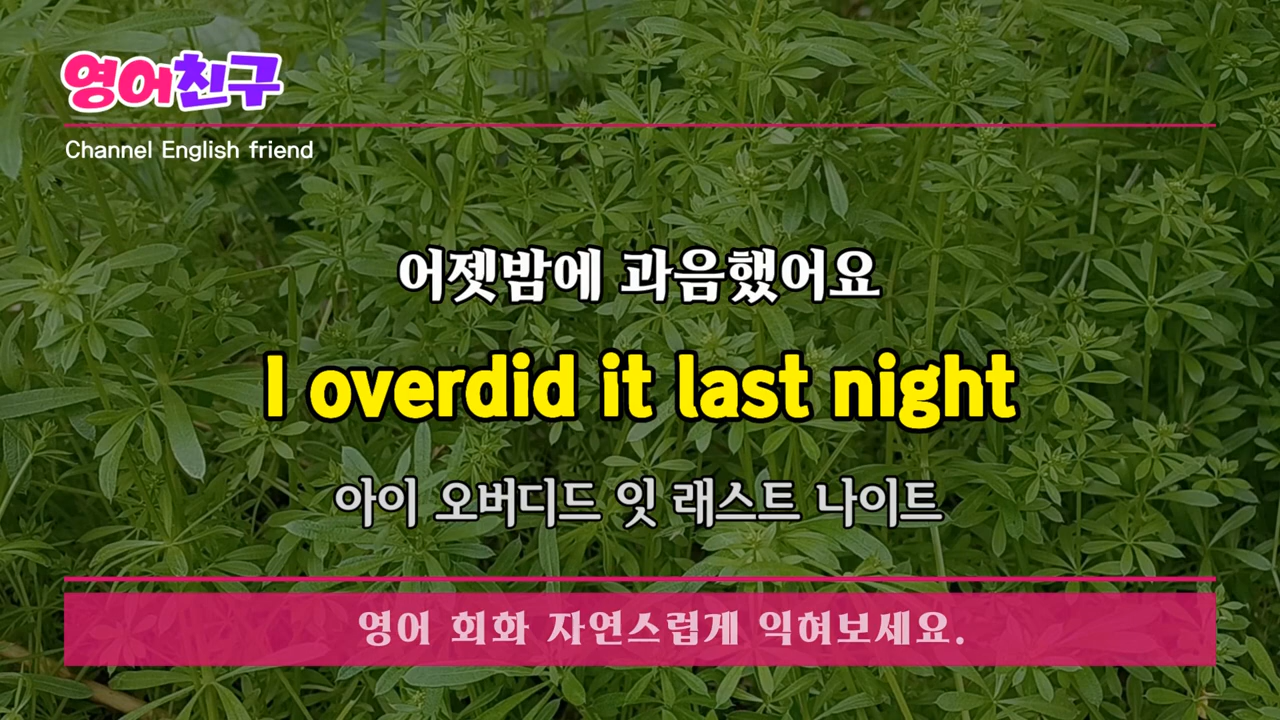 영어친구
Channel English friend
어젯밤에 과음했어요
I overdid it last night
아이 오버디드 잇 래스트 나이트
영어 회화 자연스럽게 익혀보세요.